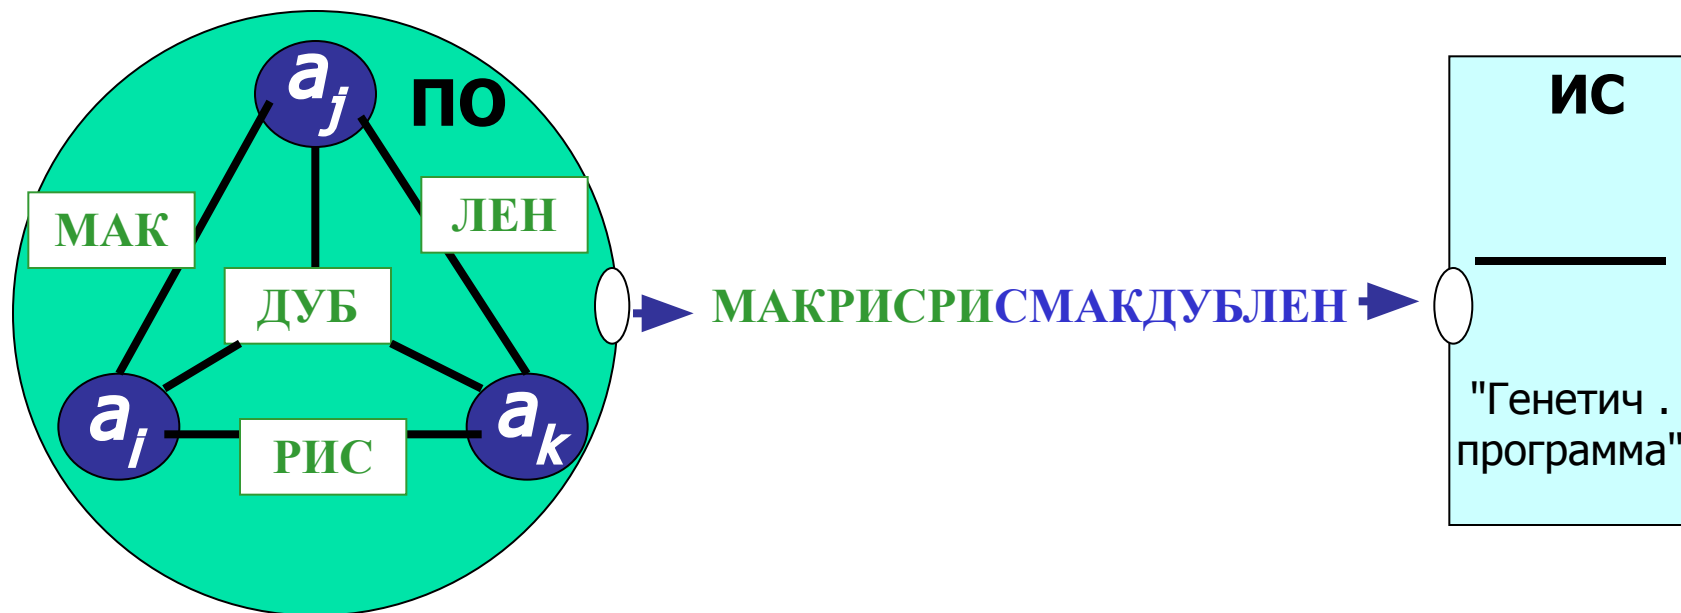 a_j
ПО
ИС
МАК
ЛЕН
ДУБ
МАКРИСРИСМАКДУБЛЕН
a_i
a_k
РИС
"Генетич .
программа"